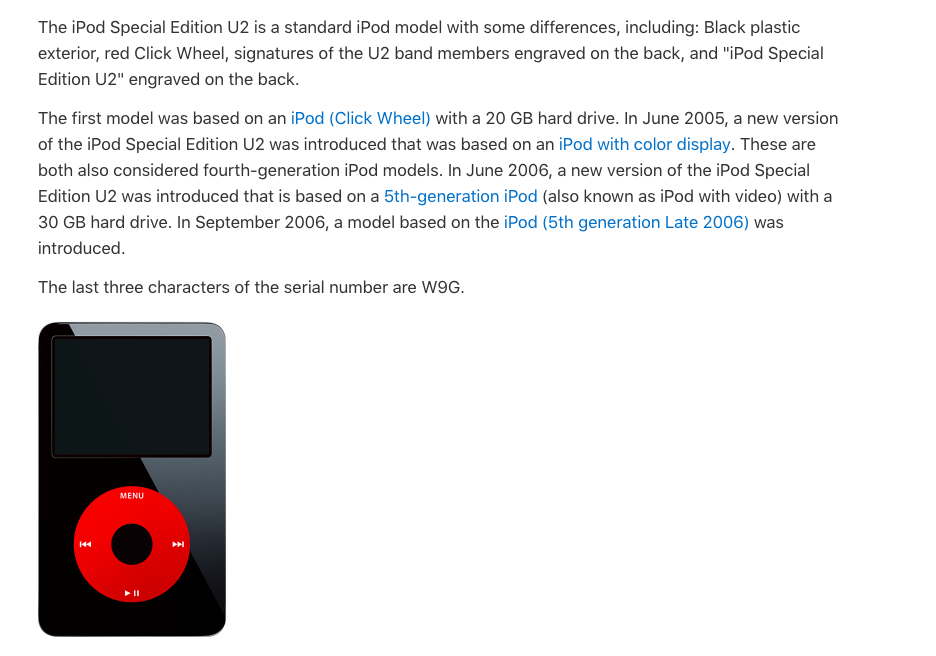 The iPod Special Edition U2 is a standard iPod model with some differences, including: Black plastic
exterior, red Click Wheel, signatures of the U2 band members engraved on the back, and "iPod Special
Edition U2" engraved on the back.
The first model was based on an iPod (Click Wheel) with a 20 GB hard drive. In June 2005, a new version
of the iPod Special Edition U2 was introduced that was based on an iPod with color display. These are
both also considered fourth-generation iPod models. In June 2006, a new version of the iPod Special
Edition U2 was introduced that is based on a 5th-generation iPod (also known as iPod with video) with a
30 GB hard drive. In September 2006, a model based on the iPod (5th generation Late 2006) was
introduced.
The last three characters of the serial number are W9G.
MENU